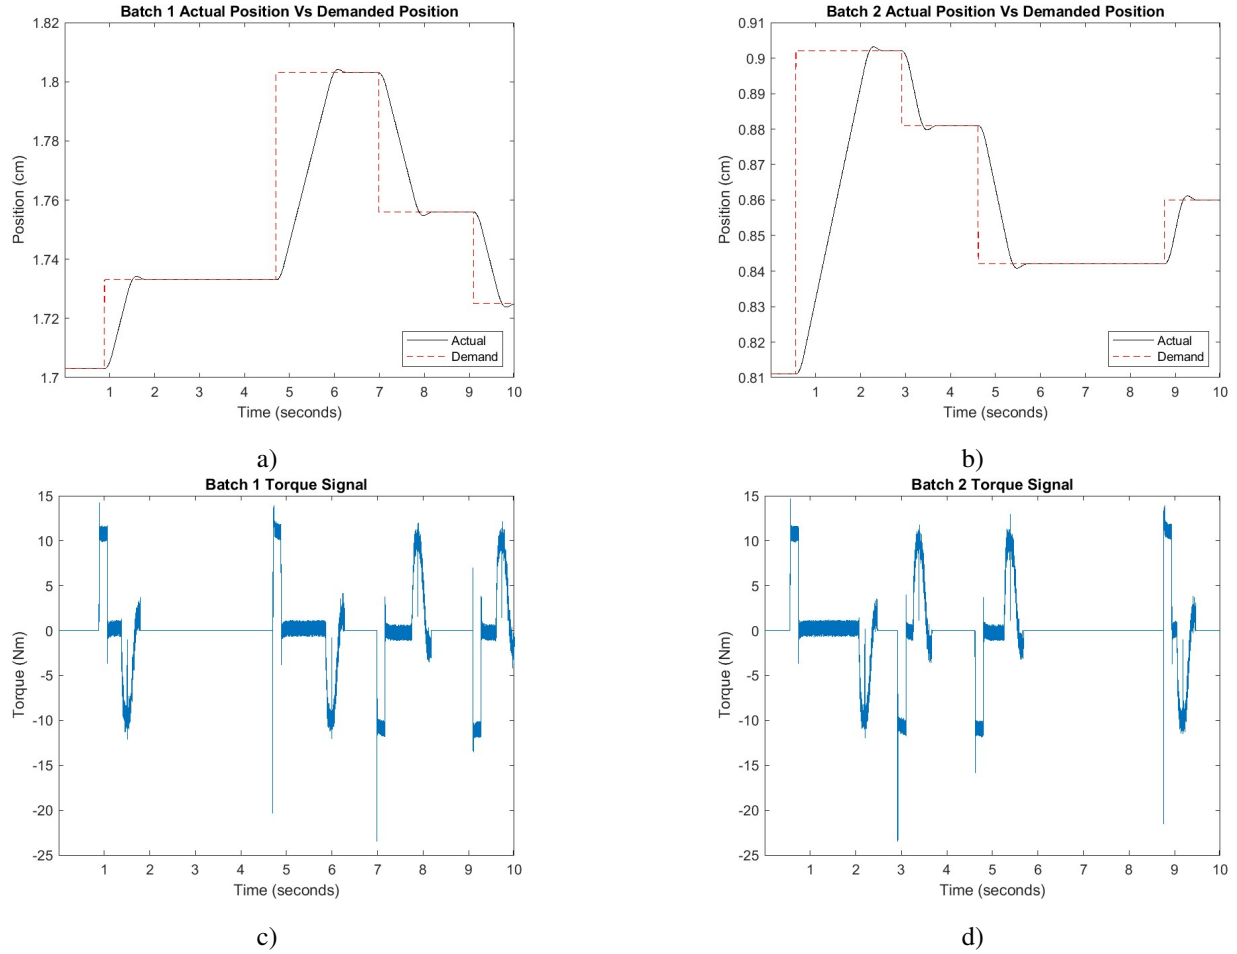 Batch 1 Actual Position Vs Demanded Position
1.82
1.8
1.78
1.76
1.74
1.72
1.7
Position (cm)
1 2 3 4 5 6 7 8 9 10
Time (seconds)
Actual
Demand
a)
Batch 2 Actual Position Vs Demanded Position
0.91
0.9
0.89
0.88
0.87
0.86
0.85
0.84
0.83
0.82
0.81
Position (cm)
1 2 3 4 5 6 7 8 9 10
Time (seconds)
Actual
Demand
b)
Batch 1 Torque Signal
15
10
5
0
-5
-10
-15
-20
-25
Torque (Nm)
1 2 3 4 5 6 7 8 9 10
Time (seconds)
c)
Batch 2 Torque Signal
15
10
5
0
-5
-10
-15
-20
-25
Torque (Nm)
1 2 3 4 5 6 7 8 9 10
Time (seconds)
d)